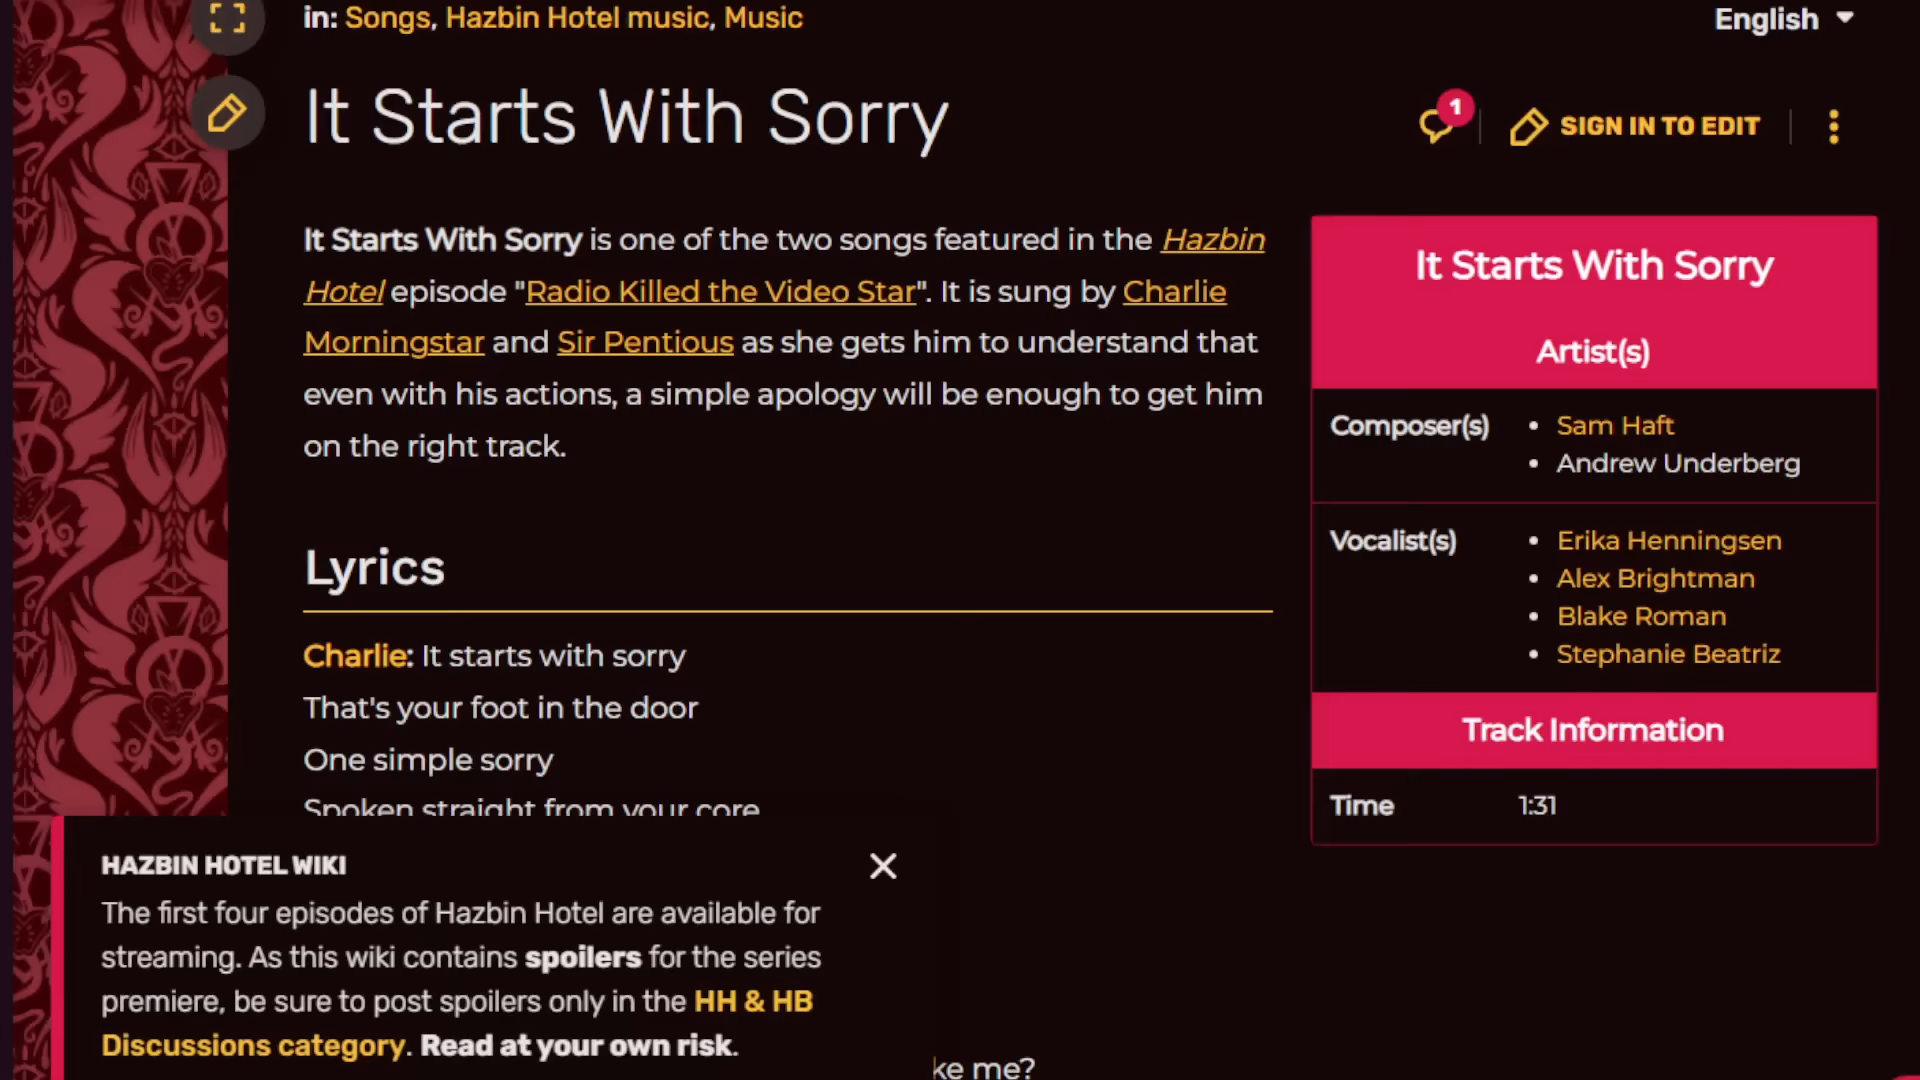 in: Songs, Hazbin Hotel music, Music
English
It Starts With Sorry
1
SIGN IN TO EDIT
It Starts With Sorry is one of the two songs featured in the Hazbin
Hotel episode "Radio Killed the Video Star". It is sung by Charlie
Morningstar and Sir Pentious as she gets him to understand that
even with his actions, a simple apology will be enough to get him
on the right track.
Lyrics
Charlie: It starts with sorry
That's your foot in the door
One simple sorry
Spoken straight from your core
It Starts With Sorry
Artist(s)
Composer(s)
• Sam Haft
• Andrew Underberg
Vocalist(s)
• Erika Henningsen
• Alex Brightman
• Blake Roman
• Stephanie Beatriz
Track Information
Time 1:31
HAZBIN HOTEL WIKI
The first four episodes of Hazbin Hotel are available for
streaming. As this wiki contains spoilers for the series
premiere, be sure to post spoilers only in the HH & HB
Discussions category. Read at your own risk.
ke me?